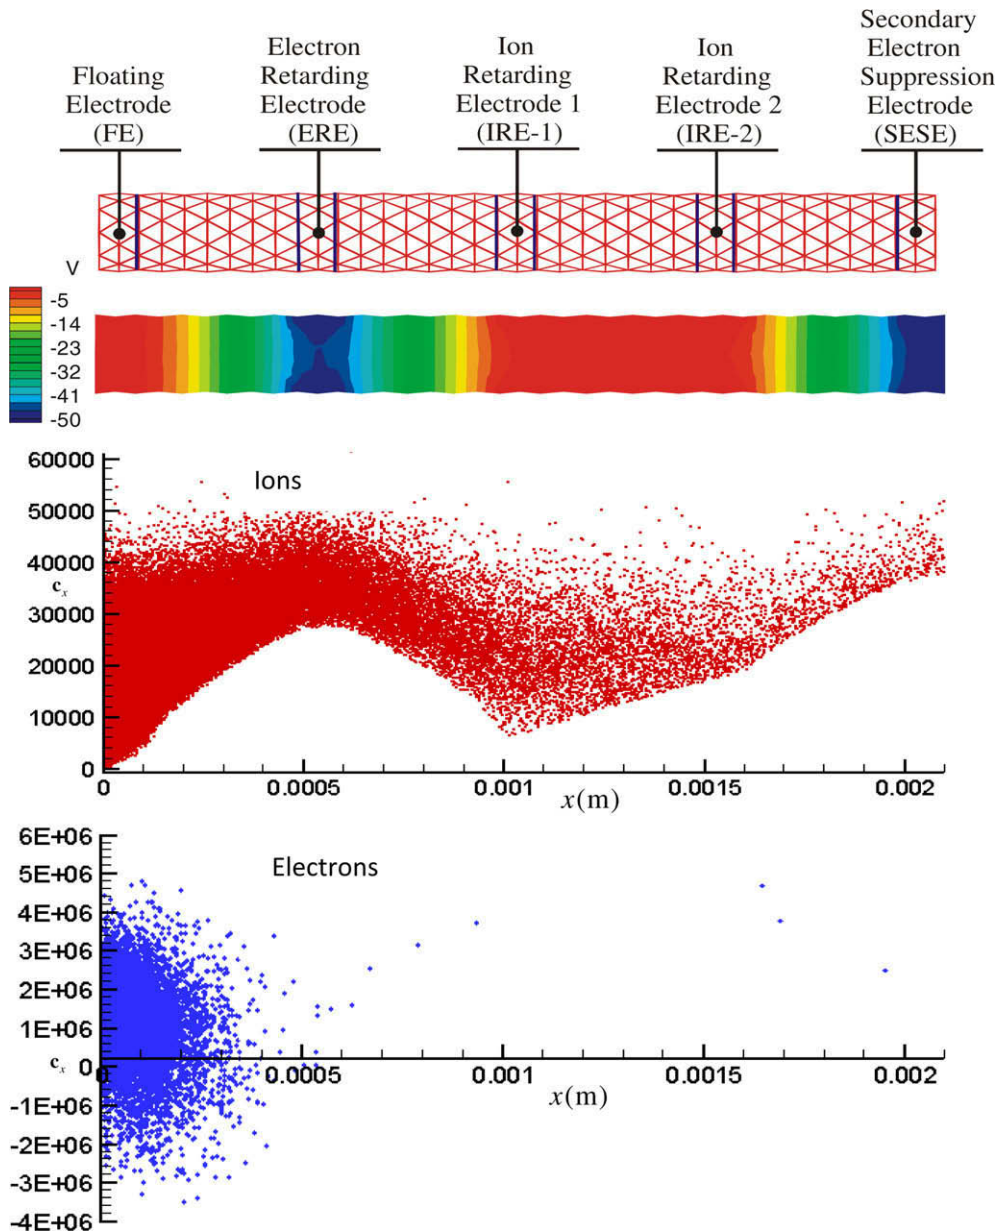 Floating
Electrode
(FE)
Electron
Retarding
Electrode
(ERE)
Ion
Retarding
Electrode 1
(IRE-1)
Ion
Retarding
Electrode 2
(IRE-2)
Secondary
Electron
Suppression
Electrode
(SESE)
V
-5
-14
-23
-32
-41
-50
Ions
60000
50000
40000
c_x
30000
20000
10000
0
0 0.0005 0.001 0.0015 0.002
x(m)
Electrons
6E+06
5E+06
4E+06
3E+06
2E+06
1E+06
c_x 0
-1E+06
-2E+06
-3E+06
-4E+06
0 0.0005 0.001 0.0015 0.002
x(m)